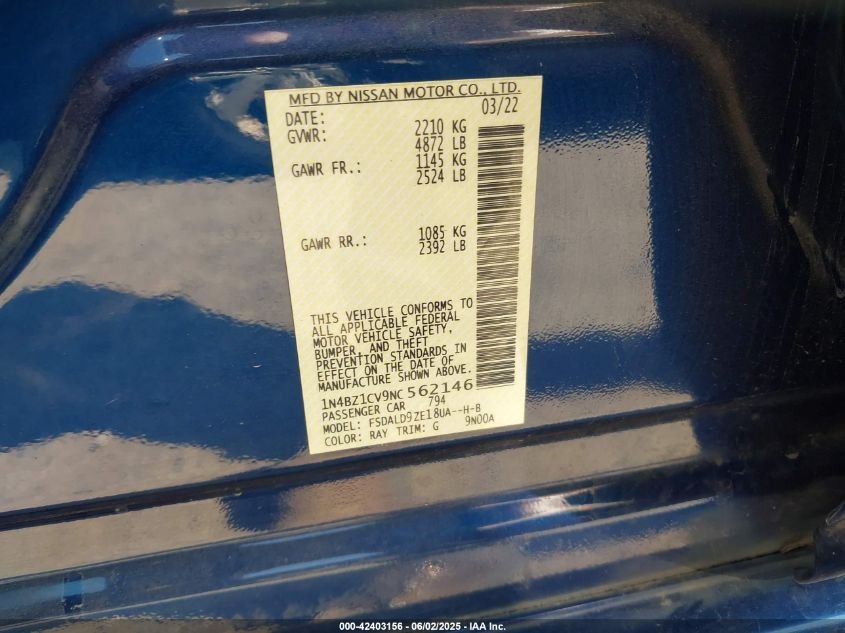 MFD BY NISSAN MOTOR CO., LTD.
DATE: 03/22
GVWR: 2210 KG
4872 LB
GAWR FR.: 1145 KG
2524 LB
GAWR RR.: 1085 KG
2392 LB
THIS VEHICLE CONFORMS TO
ALL APPLICABLE FEDERAL
MOTOR VEHICLE SAFETY,
BUMPER, AND THEFT
PREVENTION STANDARDS IN
EFFECT ON THE DATE OF
MANUFACTURE SHOWN ABOVE.
1N4BZ1CV9NC 562146
PASSENGER CAR 794
MODEL: FSDALD9ZE18UA--H-B
COLOR: RAY TRIM: G 9N00A
000-42403156 - 06/02/2025 - IAA Inc.